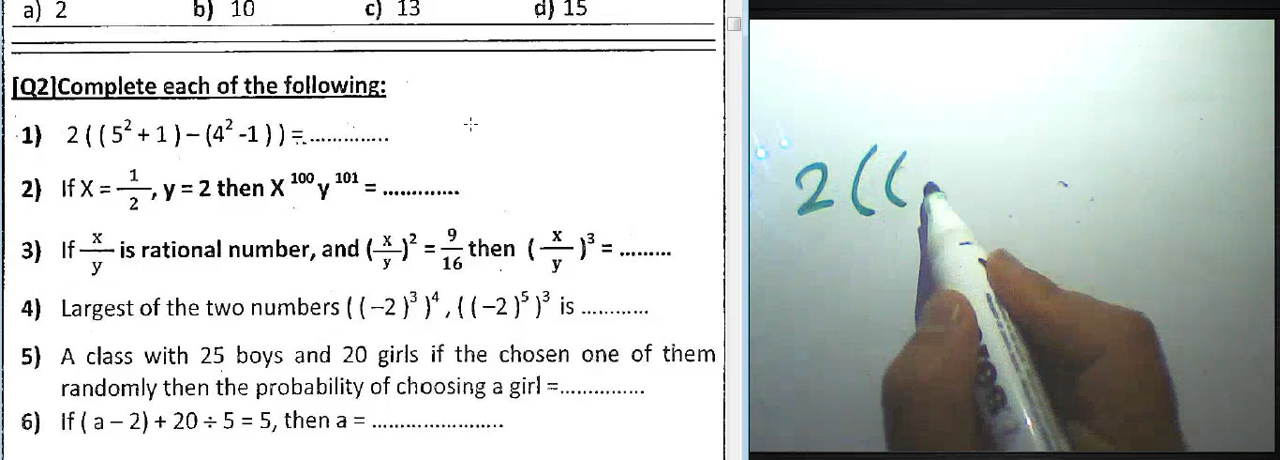 a) 2 b) 10 c) 13 d) 15
[Q2]Complete each of the following:
1) 2 ( ( 5² + 1 ) – (4² -1 ) ) = .............
2) If X = 1/2 , y = 2 then X ¹⁰⁰ y ¹⁰¹ = .............
3) If x/y is rational number, and ( x/y )² = 9/16 then ( x/y )³ = .........
4) Largest of the two numbers ( ( –2 )³ )⁴ , ( ( –2 )⁵ )³ is ............
5) A class with 25 boys and 20 girls if the chosen one of them
randomly then the probability of choosing a girl =...............
6) If ( a – 2) + 20 ÷ 5 = 5, then a = .......................
2 ( (